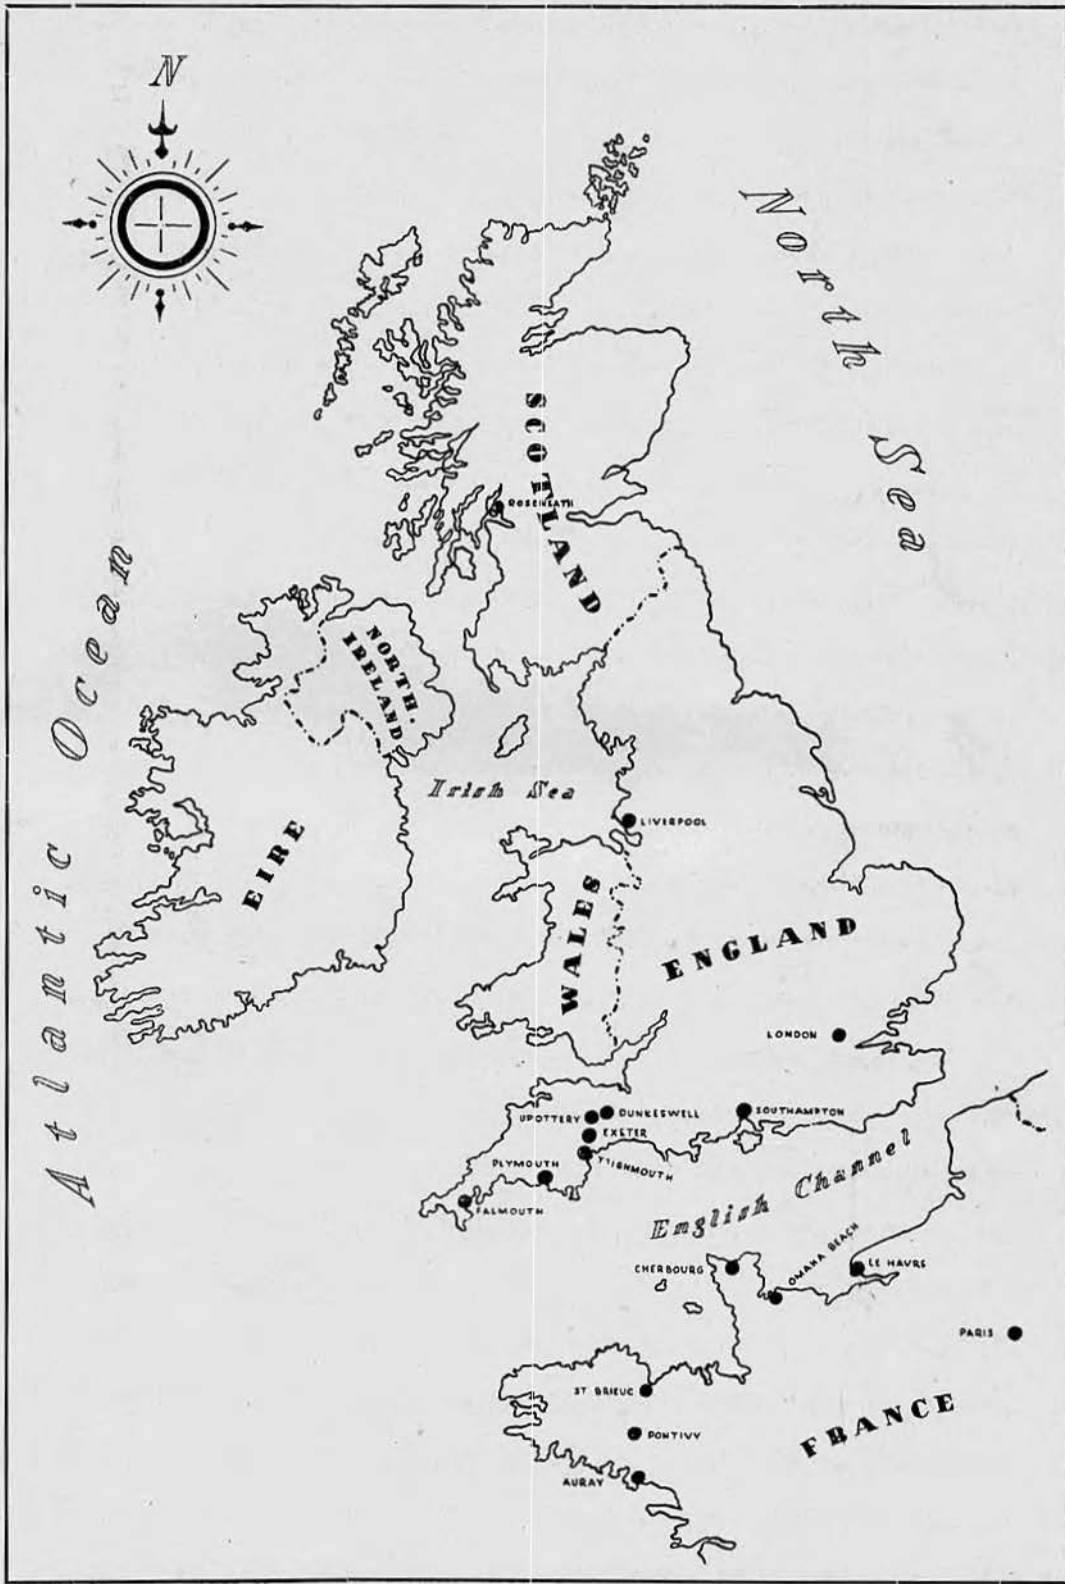 N
North Sea
SCOTLAND
ROSENEATH
Atlantic Ocean
NORTH.
IRELAND
Irish Sea
LIVERPOOL
EIRE
WALES
ENGLAND
LONDON
UPOTTERY
DUNKESWELL
SOUTHAMPTON
EXETER
PLYMOUTH
FALMOUTH
English Channel
CHERBOURG
OMAHA BEACH
LE HAVRE
PARIS
ST BRIEUC
FRANCE
PONTIVY
AURAY